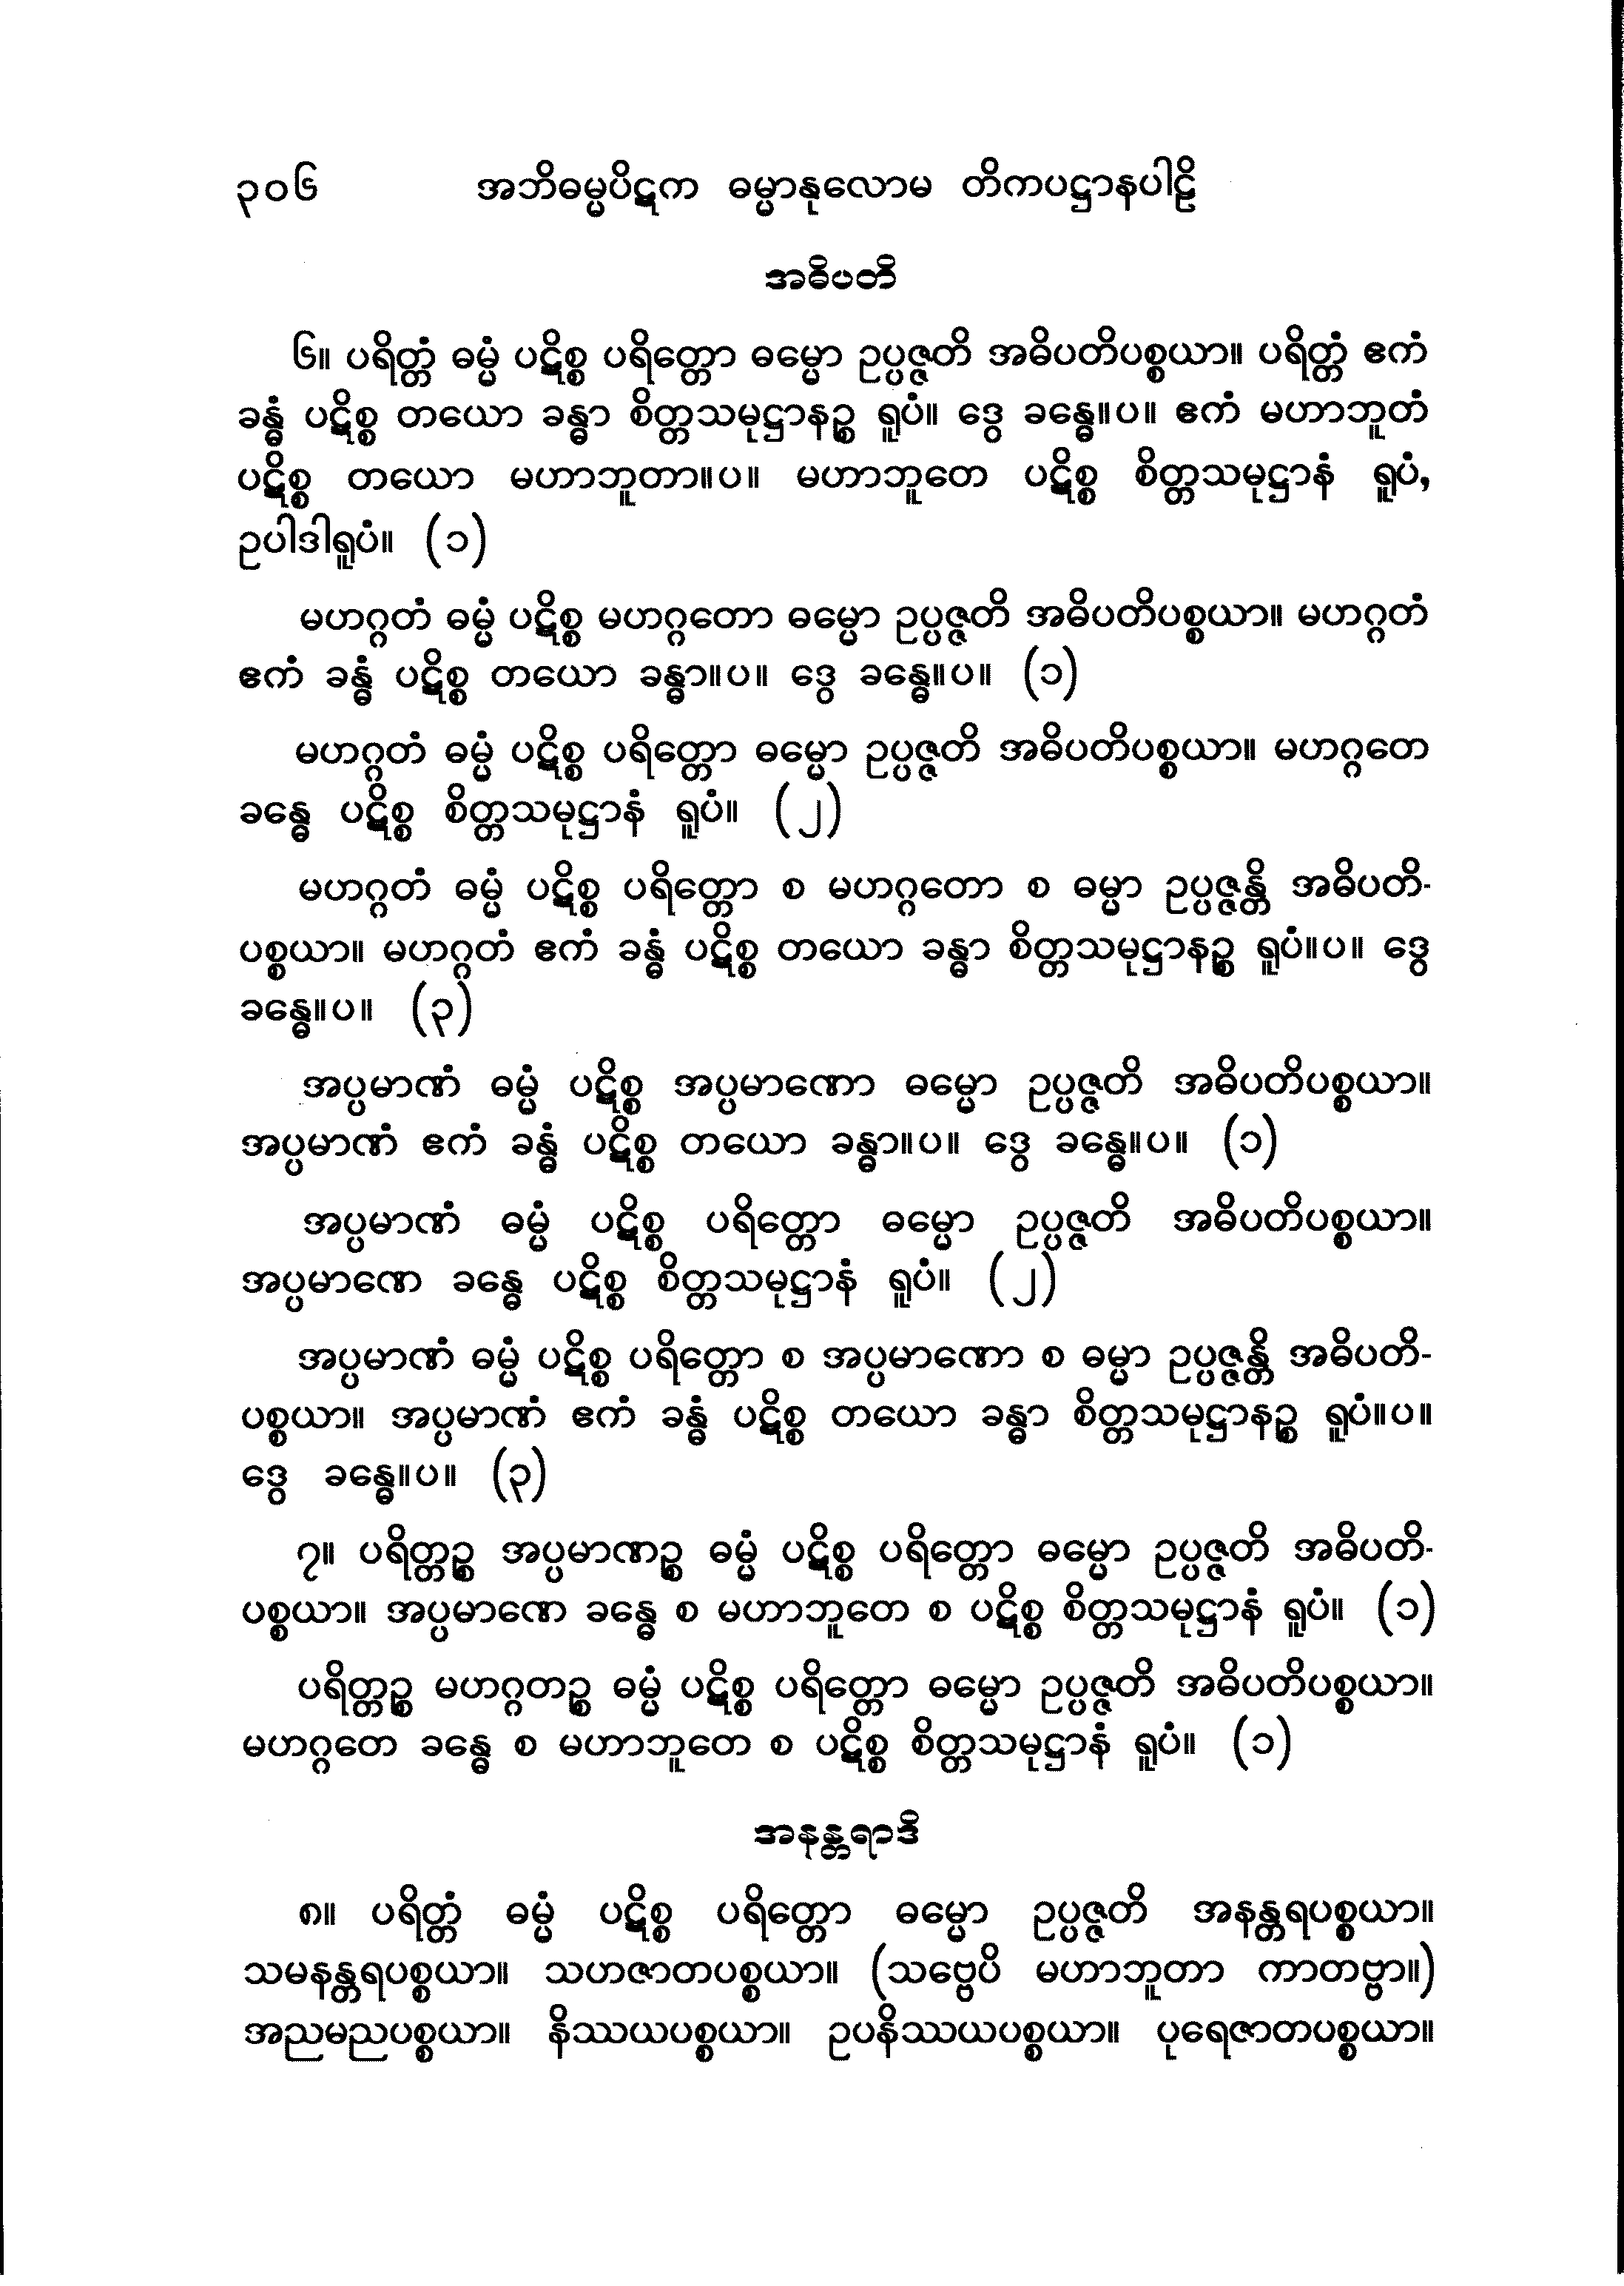 ၃၀၆ အဘိဓမ္မပိဋက ဓမ္မာနုလောမ တိကပဋ္ဌာနပါဠိ
အဓိပတိ
၆။ ပရိတ္တံ ဓမ္မံ ပဋိစ္စ ပရိတ္တော ဓမ္မော ဥပ္ပဇ္ဇတိ အဓိပတိပစ္စယာ။ ပရိတ္တံ ဧကံ
ခန္ဓံ ပဋိစ္စ တယော ခန္ဓာ စိတ္တသမုဋ္ဌာနဉ္စ ရူပံ။ ဒွေ ခန္ဓေ။ပ။ ဧကံ မဟာဘူတံ
ပဋိစ္စ တယော မဟာဘူတာ။ပ။ မဟာဘူတေ ပဋိစ္စ စိတ္တသမုဋ္ဌာနံ ရူပံ,
ဥပါဒါရူပံ။ (၁)
မဟဂ္ဂတံ ဓမ္မံ ပဋိစ္စ မဟဂ္ဂတော ဓမ္မော ဥပ္ပဇ္ဇတိ အဓိပတိပစ္စယာ။ မဟဂ္ဂတံ
ဧကံ ခန္ဓံ ပဋိစ္စ တယော ခန္ဓာ။ပ။ ဒွေ ခန္ဓေ။ပ။ (၁)
မဟဂ္ဂတံ ဓမ္မံ ပဋိစ္စ ပရိတ္တော ဓမ္မော ဥပ္ပဇ္ဇတိ အဓိပတိပစ္စယာ။ မဟဂ္ဂတေ
ခန္ဓေ ပဋိစ္စ စိတ္တသမုဋ္ဌာနံ ရူပံ။ (၂)
မဟဂ္ဂတံ ဓမ္မံ ပဋိစ္စ ပရိတ္တော စ မဟဂ္ဂတော စ ဓမ္မာ ဥပ္ပဇ္ဇန္တိ အဓိပတိ-
ပစ္စယာ။ မဟဂ္ဂတံ ဧကံ ခန္ဓံ ပဋိစ္စ တယော ခန္ဓာ စိတ္တသမုဋ္ဌာနဉ္စ ရူပံ။ပ။ ဒွေ
ခန္ဓေ။ပ။ (၃)
အပ္ပမာဏံ ဓမ္မံ ပဋိစ္စ အပ္ပမာဏော ဓမ္မော ဥပ္ပဇ္ဇတိ အဓိပတိပစ္စယာ။
အပ္ပမာဏံ ဧကံ ခန္ဓံ ပဋိစ္စ တယော ခန္ဓာ။ပ။ ဒွေ ခန္ဓေ။ပ။ (၁)
အပ္ပမာဏံ ဓမ္မံ ပဋိစ္စ ပရိတ္တော ဓမ္မော ဥပ္ပဇ္ဇတိ အဓိပတိပစ္စယာ။
အပ္ပမာဏေ ခန္ဓေ ပဋိစ္စ စိတ္တသမုဋ္ဌာနံ ရူပံ။ (၂)
အပ္ပမာဏံ ဓမ္မံ ပဋိစ္စ ပရိတ္တော စ အပ္ပမာဏော စ ဓမ္မာ ဥပ္ပဇ္ဇန္တိ အဓိပတိ-
ပစ္စယာ။ အပ္ပမာဏံ ဧကံ ခန္ဓံ ပဋိစ္စ တယော ခန္ဓာ စိတ္တသမုဋ္ဌာနဉ္စ ရူပံ။ပ။
ဒွေ ခန္ဓေ။ပ။ (၃)
၇။ ပရိတ္တဉ္စ အပ္ပမာဏဉ္စ ဓမ္မံ ပဋိစ္စ ပရိတ္တော ဓမ္မော ဥပ္ပဇ္ဇတိ အဓိပတိ-
ပစ္စယာ။ အပ္ပမာဏေ ခန္ဓေ စ မဟာဘူတေ စ ပဋိစ္စ စိတ္တသမုဋ္ဌာနံ ရူပံ။ (၁)
ပရိတ္တဉ္စ မဟဂ္ဂတဉ္စ ဓမ္မံ ပဋိစ္စ ပရိတ္တော ဓမ္မော ဥပ္ပဇ္ဇတိ အဓိပတိပစ္စယာ။
မဟဂ္ဂတေ ခန္ဓေ စ မဟာဘူတေ စ ပဋိစ္စ စိတ္တသမုဋ္ဌာနံ ရူပံ။ (၁)
အနန္တရာဒိ
၈။ ပရိတ္တံ ဓမ္မံ ပဋိစ္စ ပရိတ္တော ဓမ္မော ဥပ္ပဇ္ဇတိ အနန္တရပစ္စယာ။
သမနန္တရပစ္စယာ။ သဟဇာတပစ္စယာ။ (သဗ္ဗေပိ မဟာဘူတာ ကာတဗ္ဗာ။)
အညမညပစ္စယာ။ နိဿယပစ္စယာ။ ဥပနိဿယပစ္စယာ။ ပုရေဇာတပစ္စယာ။